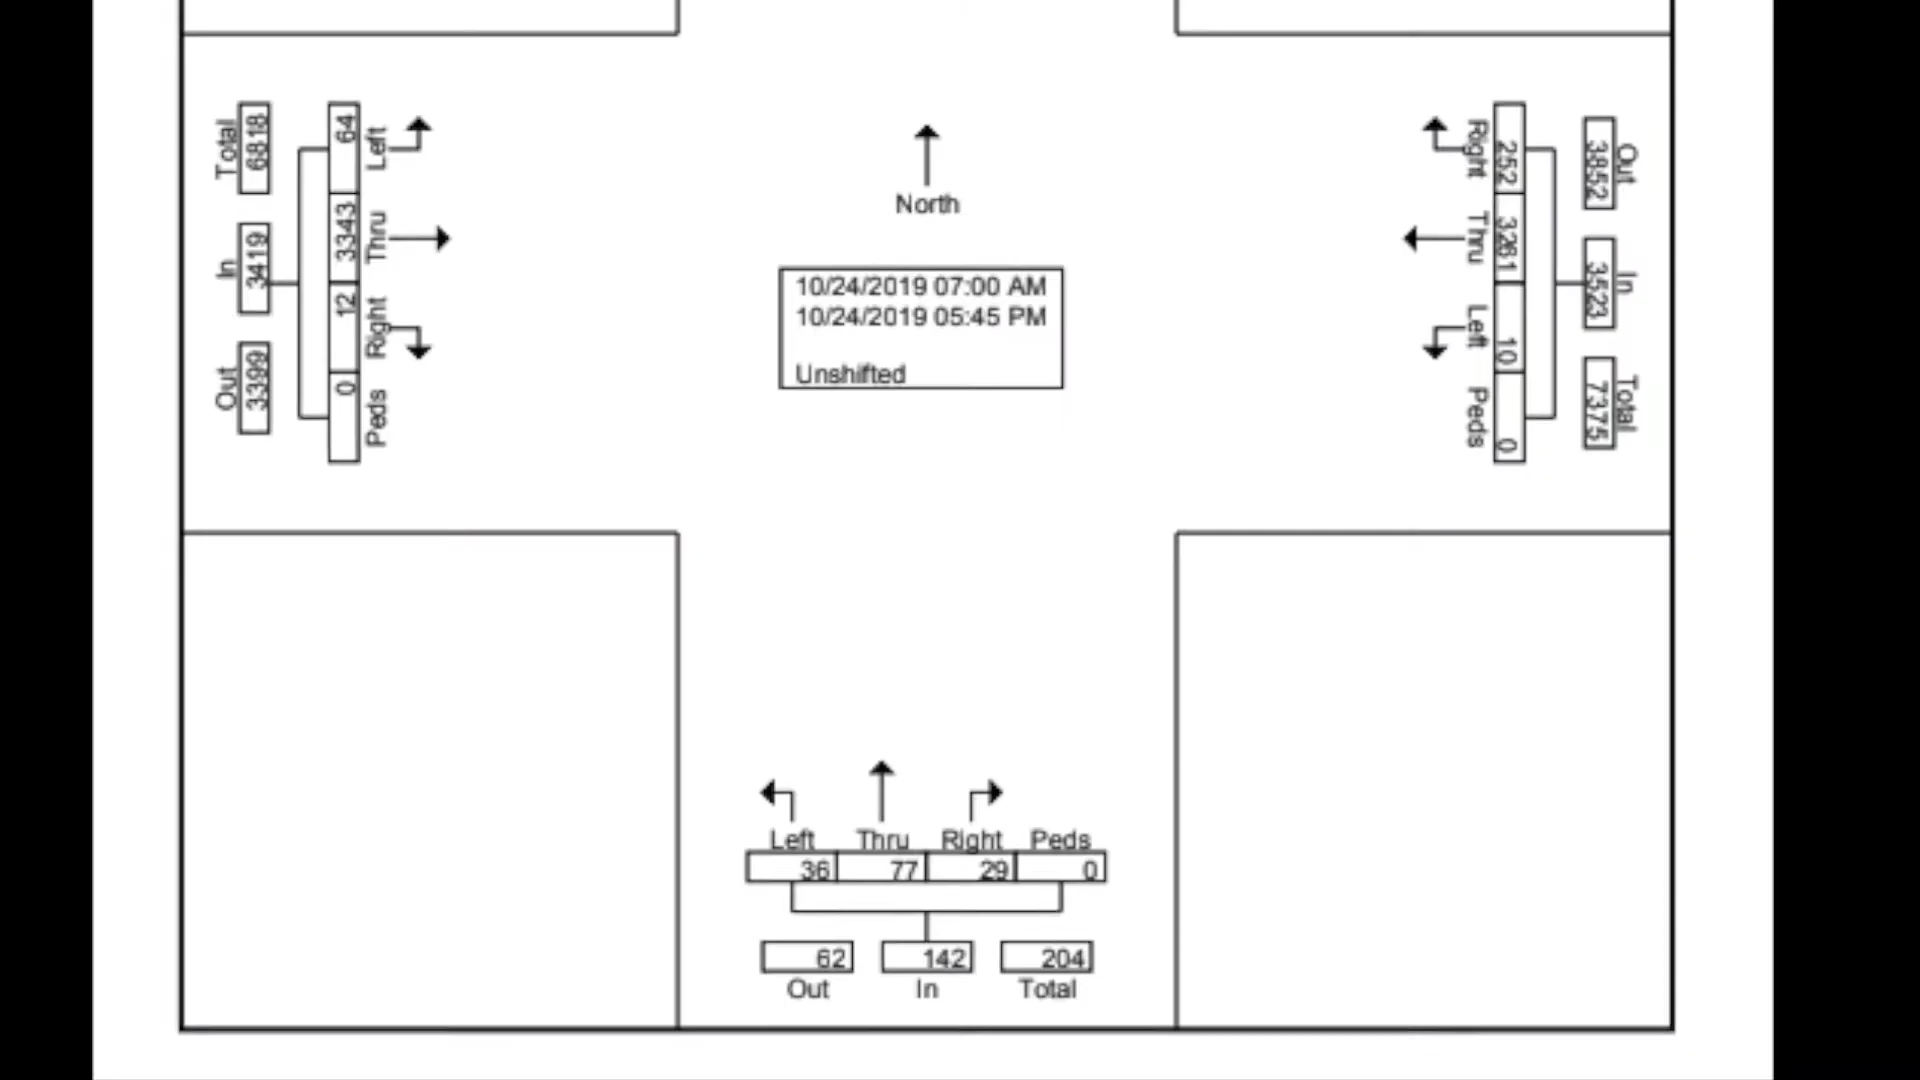 Total
6818
In
3419
Out
3399
64
3343
12
0
Left
Thru
Right
Peds
North
10/24/2019 07:00 AM
10/24/2019 05:45 PM
Unshifted
Right
Thru
Left
Peds
252
3261
10
0
Out
3852
In
3523
Total
7375
Left Thru Right Peds
36 77 29 0
62 142 204
Out In Total